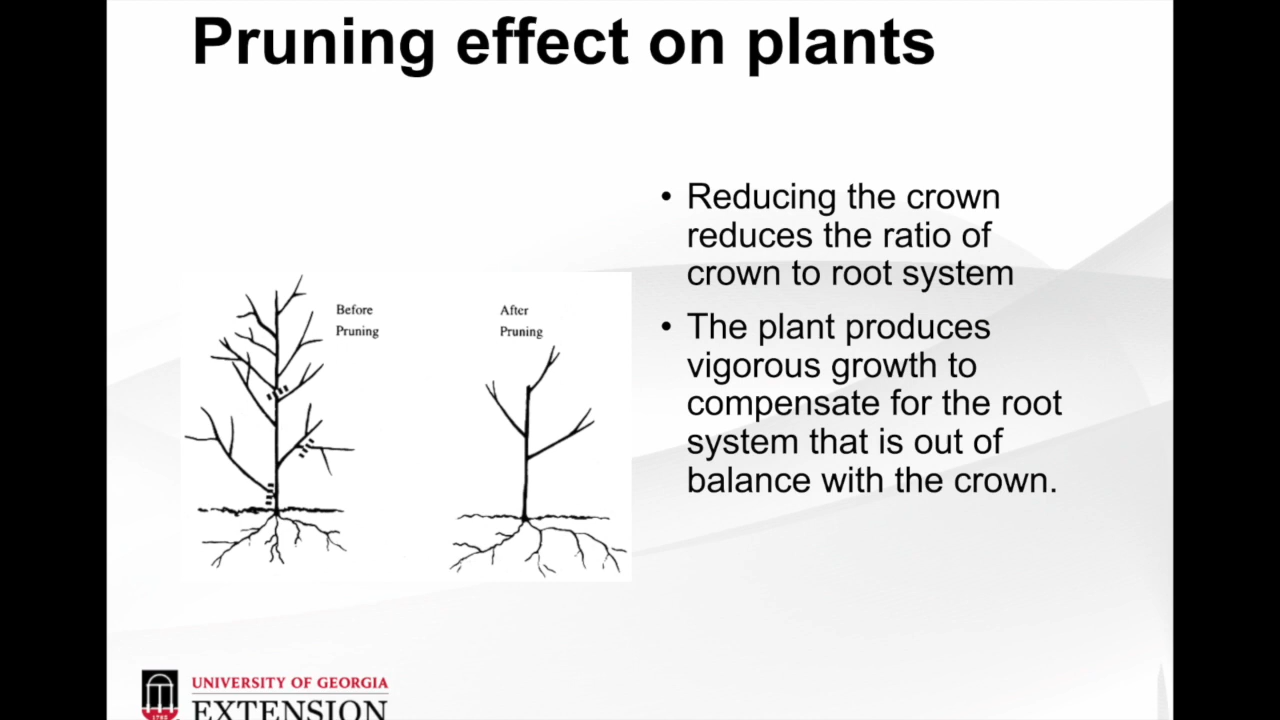 Pruning effect on plants
• Reducing the crown
reduces the ratio of
crown to root system
• The plant produces
vigorous growth to
compensate for the root
system that is out of
balance with the crown.
Before
Pruning
After
Pruning
UNIVERSITY OF GEORGIA
EXTENSION
1785